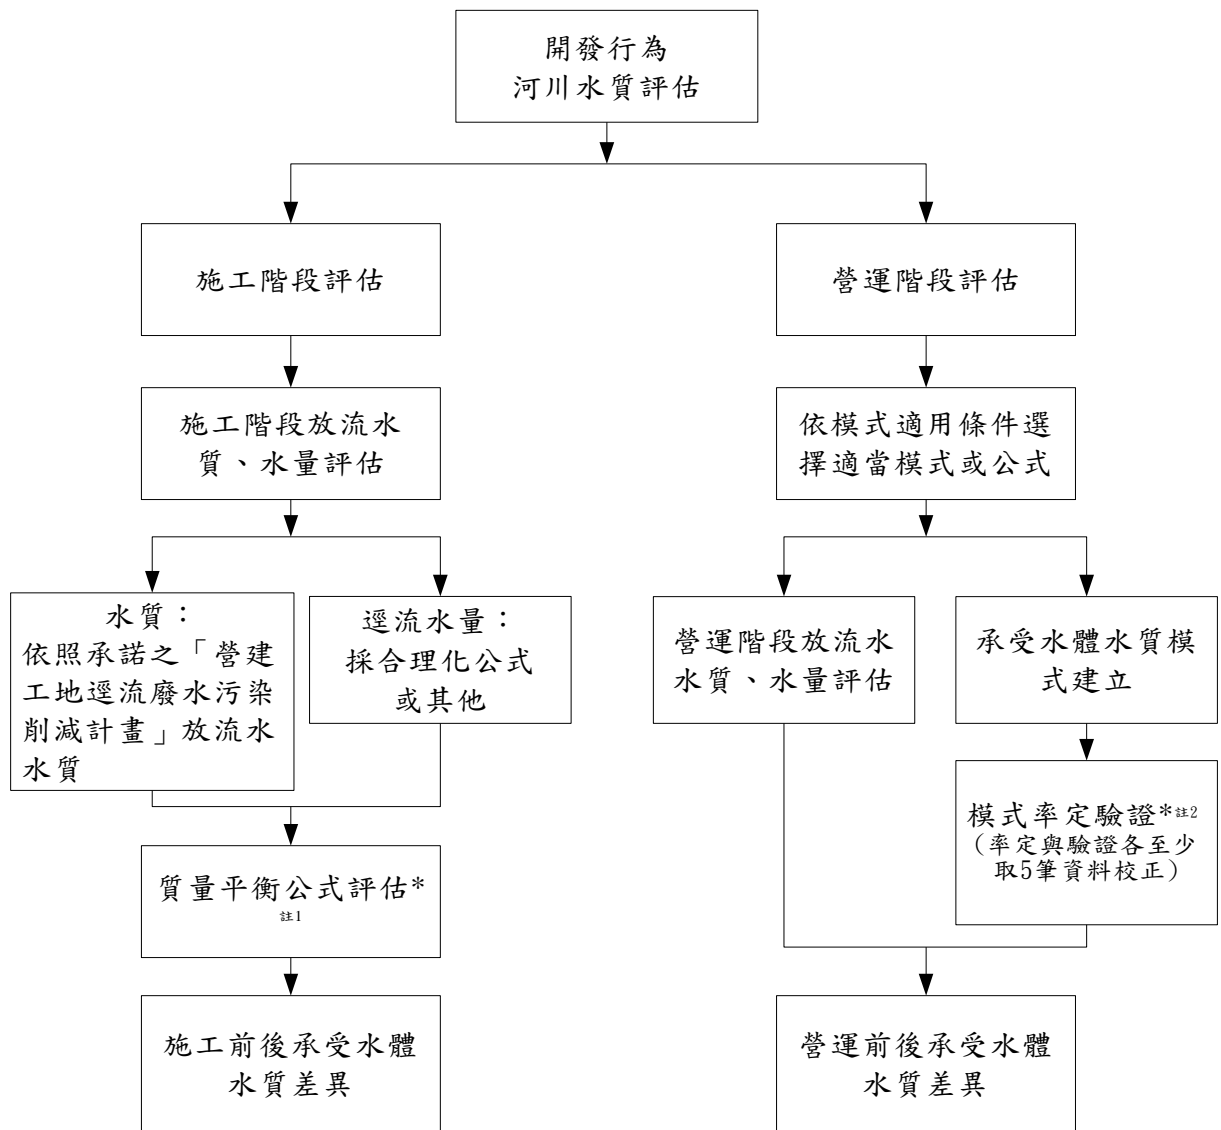 開發行為
河川水質評估
施工階段評估
營運階段評估
施工階段放流水
質、水量評估
依模式適用條件選
擇適當模式或公式
水質：
依照承諾之「營建
工地逕流廢水污染
削減計畫」放流水
水質
逕流水量：
採合理化公式
或其他
營運階段放流水
水質、水量評估
承受水體水質模
式建立
模式率定驗證*註2
（率定與驗證各至少
取5筆資料校正）
質量平衡公式評估*
註1
施工前後承受水體
水質差異
營運前後承受水體
水質差異